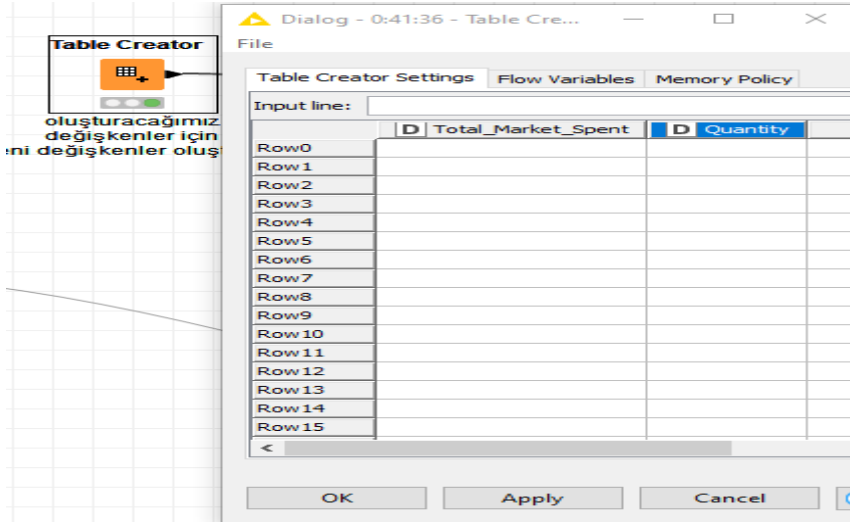 Table Creator
oluşturacağımız
değişkenler için
ni değişkenler oluş
Dialog - 0:41:36 - Table Cre...
File
Table Creator Settings Flow Variables Memory Policy
Input line:
D Total_Market_Spent D Quantity
Row0
Row1
Row2
Row3
Row4
Row5
Row6
Row7
Row8
Row9
Row10
Row11
Row12
Row13
Row14
Row15
OK Apply Cancel